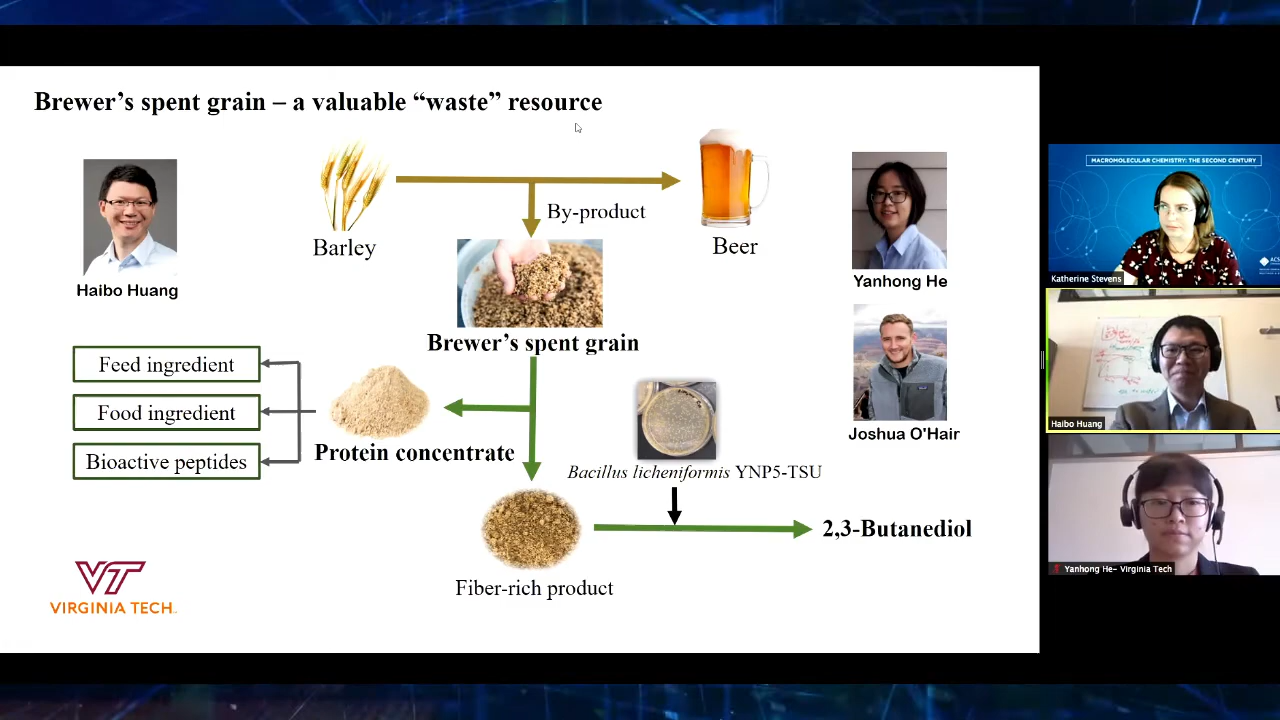 Brewer’s spent grain – a valuable “waste” resource
Haibo Huang
Barley
By-product
Beer
Yanhong He
Brewer’s spent grain
Joshua O'Hair
Feed ingredient
Food ingredient
Bioactive peptides
Protein concentrate
Bacillus licheniformis YNP5-TSU
2,3-Butanediol
Fiber-rich product
VT
VIRGINIA TECH
MACROMOLECULAR CHEMISTRY: THE SECOND CENTURY
ACS
Katherine Stevens
Haibo Huang
Yanhong He- Virginia Tech